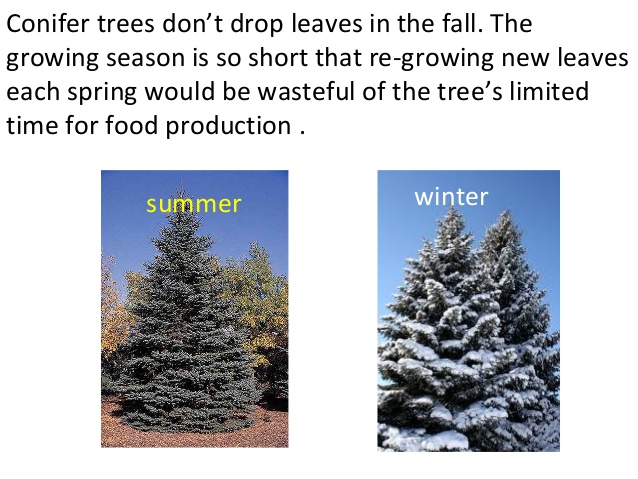 Conifer trees don’t drop leaves in the fall. The
growing season is so short that re-growing new leaves
each spring would be wasteful of the tree’s limited
time for food production .
summer
winter